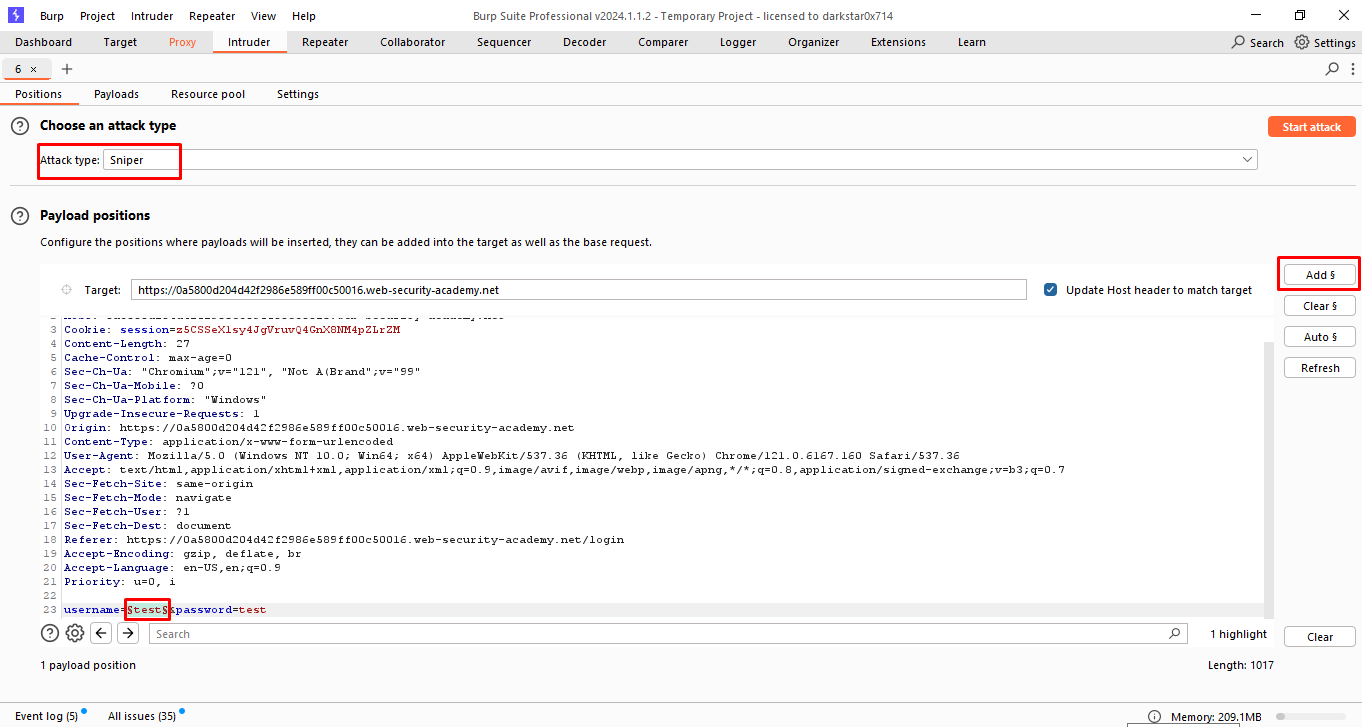 Burp Project Intruder Repeater View Help Burp Suite Professional v2024.1.1.2 - Temporary Project - licensed to darkstar0x714
Dashboard Target Proxy Intruder Repeater Collaborator Sequencer Decoder Comparer Logger Organizer Extensions Learn Search Settings
6 × +
Positions Payloads Resource pool Settings
? Choose an attack type
Start attack
Attack type: Sniper
? Payload positions
Configure the positions where payloads will be inserted, they can be added into the target as well as the base request.
Add §
Target: https://0a5800d204d42f2986e589ff00c50016.web-security-academy.net Update Host header to match target
Clear §
3 Cookie: session=z5CSSeXlsy4JgVruvQ4GnX8NM4pZLrZM
4 Content-Length: 27
Auto §
5 Cache-Control: max-age=0
6 Sec-Ch-Ua: "Chromium";v="121", "Not A(Brand";v="99"
Refresh
7 Sec-Ch-Ua-Mobile: ?0
8 Sec-Ch-Ua-Platform: "Windows"
9 Upgrade-Insecure-Requests: 1
10 Origin: https://0a5800d204d42f2986e589ff00c50016.web-security-academy.net
11 Content-Type: application/x-www-form-urlencoded
12 User-Agent: Mozilla/5.0 (Windows NT 10.0; Win64; x64) AppleWebKit/537.36 (KHTML, like Gecko) Chrome/121.0.6167.160 Safari/537.36
13 Accept: text/html,application/xhtml+xml,application/xml;q=0.9,image/avif,image/webp,image/apng,*/*;q=0.8,application/signed-exchange;v=b3;q=0.7
14 Sec-Fetch-Site: same-origin
15 Sec-Fetch-Mode: navigate
16 Sec-Fetch-User: ?1
17 Sec-Fetch-Dest: document
18 Referer: https://0a5800d204d42f2986e589ff00c50016.web-security-academy.net/login
19 Accept-Encoding: gzip, deflate, br
20 Accept-Language: en-US,en;q=0.9
21 Priority: u=0, i
22
23 username=§test§&password=test
? Search 1 highlight Clear
1 payload position Length: 1017
Event log (5) All issues (35) Memory: 209.1MB